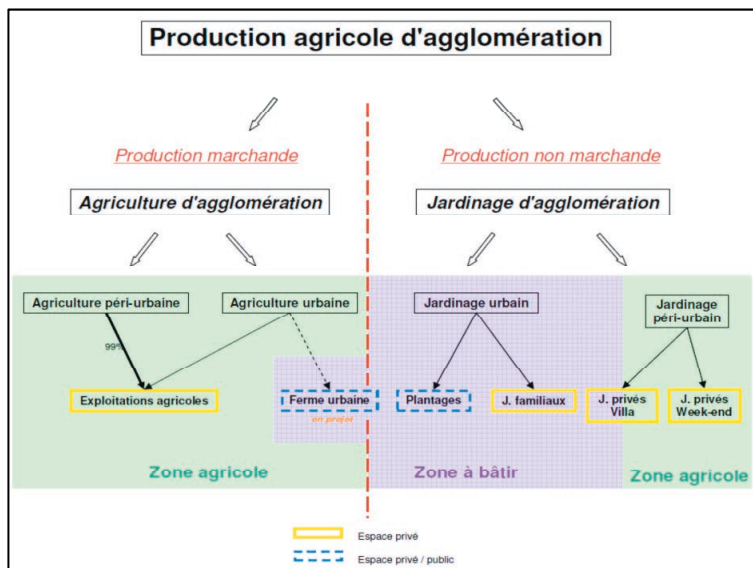 Production agricole d'agglomération
Production marchande
Production non marchande
Agriculture d'agglomération
Jardinage d'agglomération
Agriculture péri-urbaine
Agriculture urbaine
Jardinage urbain
Jardinage
péri-urbain
99%
Exploitations agricoles
Ferme urbaine
en projet
Plantages
J. familiaux
J. privés
Villa
J. privés
Week-end
Zone agricole
Zone à bâtir
Zone agricole
Espace privé
Espace privé / public